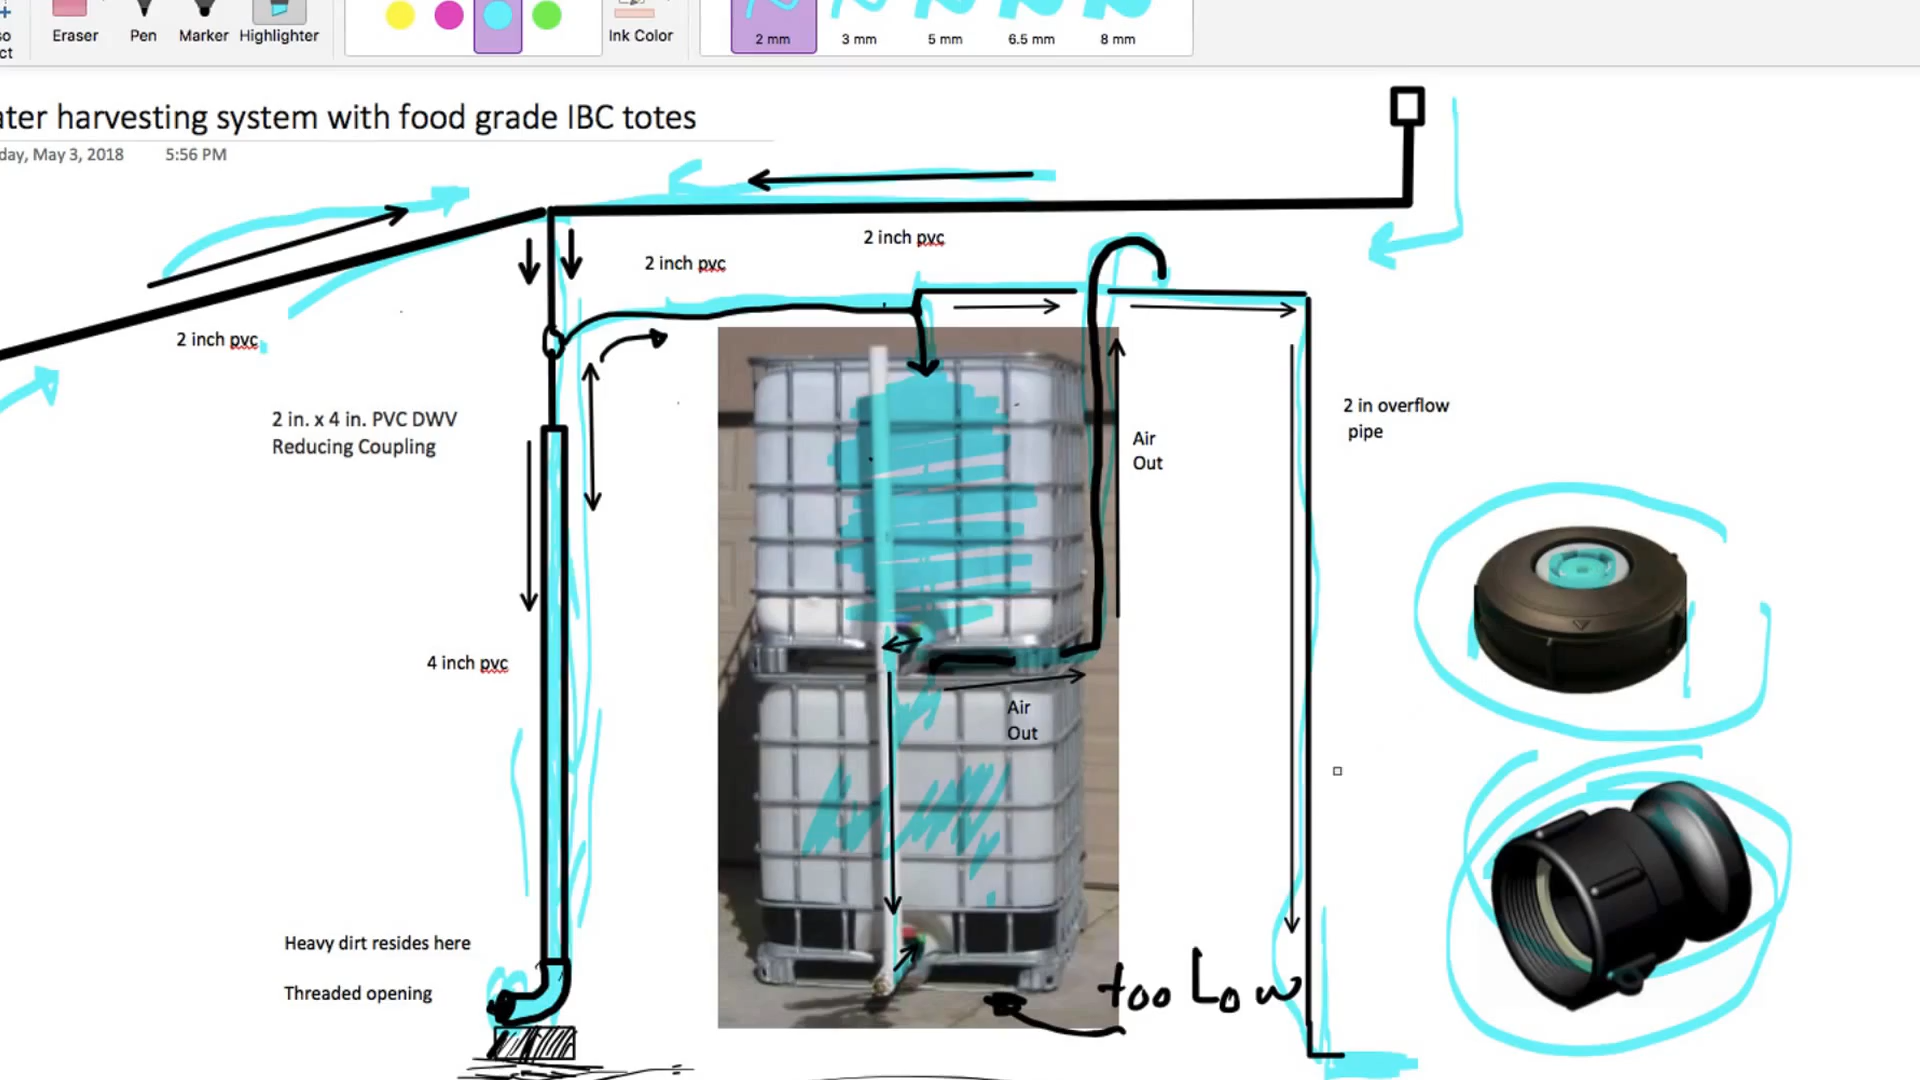 Eraser
Pen
Marker
Highlighter
Ink Color
2 mm
3 mm
5 mm
6.5 mm
8 mm
ater harvesting system with food grade IBC totes
day, May 3, 2018
5:56 PM
2 inch pvc
2 inch pvc
2 inch pvc
2 in. x 4 in. PVC DWV
Reducing Coupling
2 in overflow
pipe
Air
Out
4 inch pvc
Air
Out
Heavy dirt resides here
Threaded opening
too Low